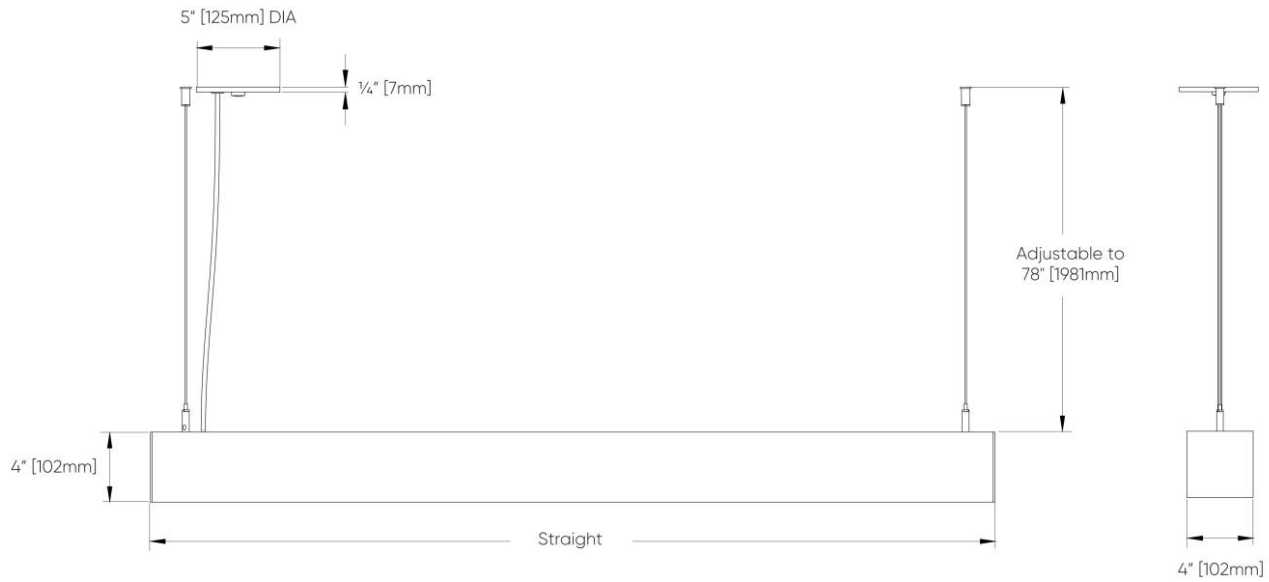 5" [125mm] DIA
¼" [7mm]
Adjustable to
78" [1981mm]
4" [102mm]
Straight
4" [102mm]